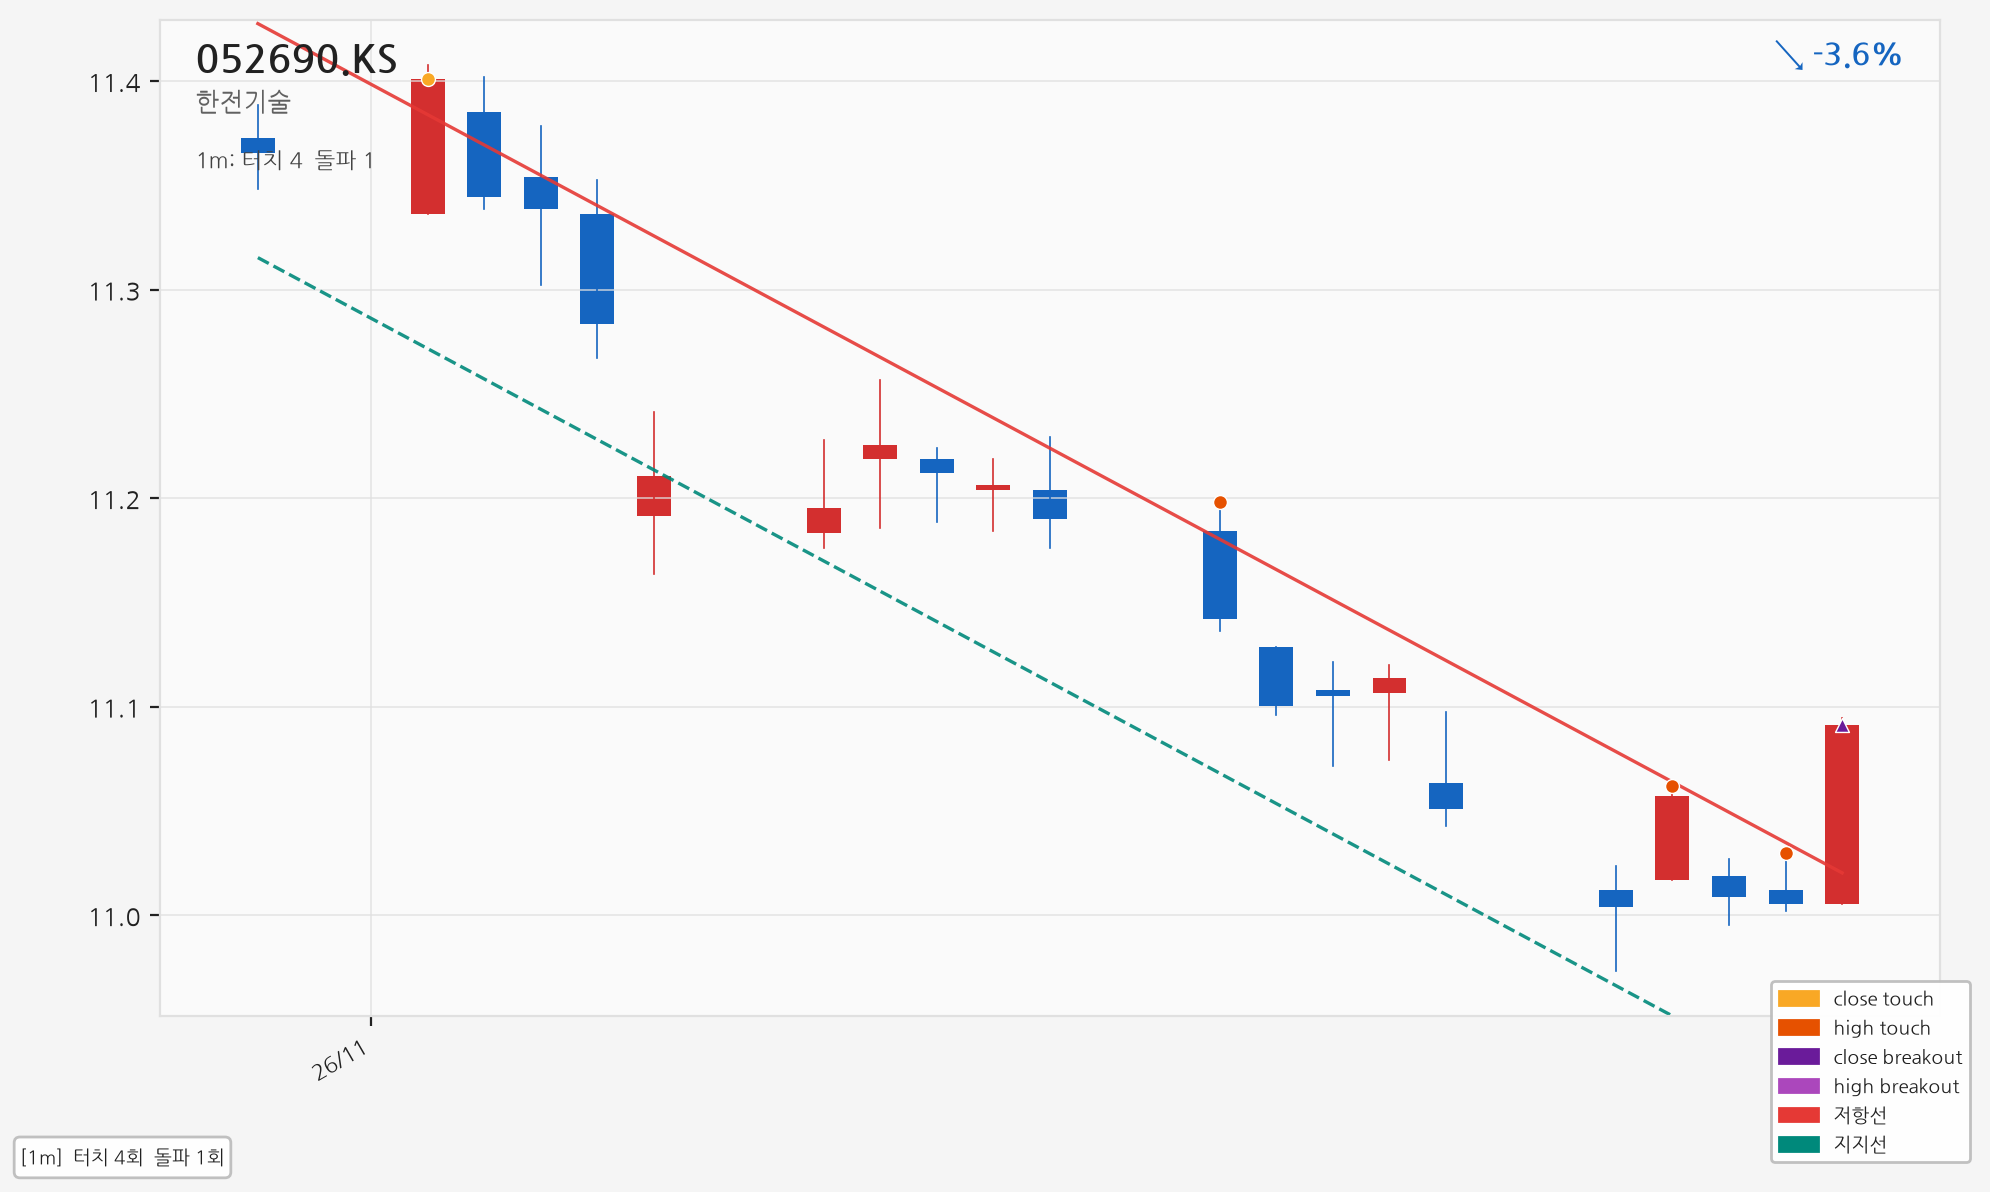 052690.KS
한전기술
1m: 터치 4 돌파 1
-3.6%
11.4
11.3
11.2
11.1
11.0
26/11
close touch
high touch
close breakout
high breakout
저항선
지지선
[1m] 터치 4회 돌파 1회